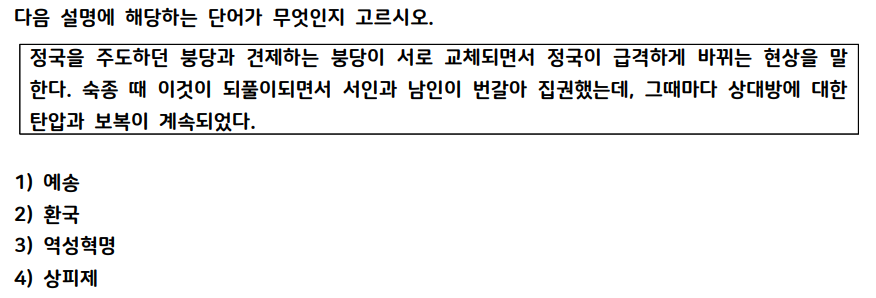 다음 설명에 해당하는 단어가 무엇인지 고르시오.
정국을 주도하던 붕당과 견제하는 붕당이 서로 교체되면서 정국이 급격하게 바뀌는 현상을 말
한다. 숙종 때 이것이 되풀이되면서 서인과 남인이 번갈아 집권했는데, 그때마다 상대방에 대한
탄압과 보복이 계속되었다.
1) 예송
2) 환국
3) 역성혁명
4) 상피제